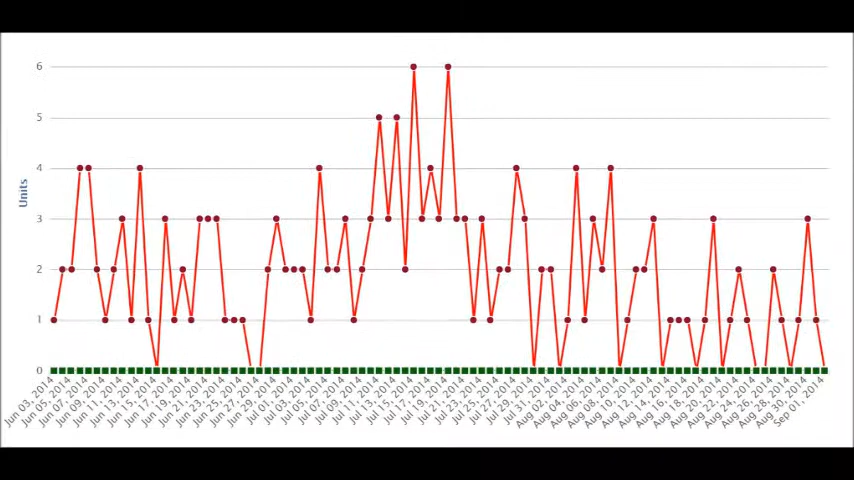 6
5
4
3
2
1
0
Units
Jun 03, 2014
Jun 05, 2014
Jun 07, 2014
Jun 09, 2014
Jun 11, 2014
Jun 13, 2014
Jun 15, 2014
Jun 17, 2014
Jun 19, 2014
Jun 21, 2014
Jun 23, 2014
Jun 25, 2014
Jun 27, 2014
Jun 29, 2014
Jul 01, 2014
Jul 03, 2014
Jul 05, 2014
Jul 07, 2014
Jul 09, 2014
Jul 11, 2014
Jul 13, 2014
Jul 15, 2014
Jul 17, 2014
Jul 19, 2014
Jul 21, 2014
Jul 23, 2014
Jul 25, 2014
Jul 27, 2014
Jul 29, 2014
Jul 31, 2014
Aug 02, 2014
Aug 04, 2014
Aug 06, 2014
Aug 08, 2014
Aug 10, 2014
Aug 12, 2014
Aug 14, 2014
Aug 16, 2014
Aug 18, 2014
Aug 20, 2014
Aug 22, 2014
Aug 24, 2014
Aug 26, 2014
Aug 28, 2014
Aug 30, 2014
Sep 01, 2014